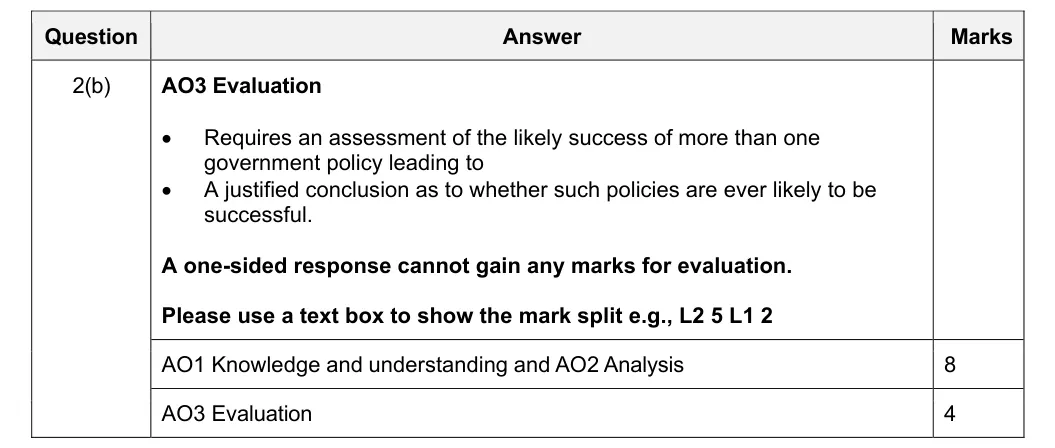 Question Answer Marks
2(b) AO3 Evaluation
• Requires an assessment of the likely success of more than one
government policy leading to
• A justified conclusion as to whether such policies are ever likely to be
successful.
A one-sided response cannot gain any marks for evaluation.
Please use a text box to show the mark split e.g., L2 5 L1 2
AO1 Knowledge and understanding and AO2 Analysis 8
AO3 Evaluation 4